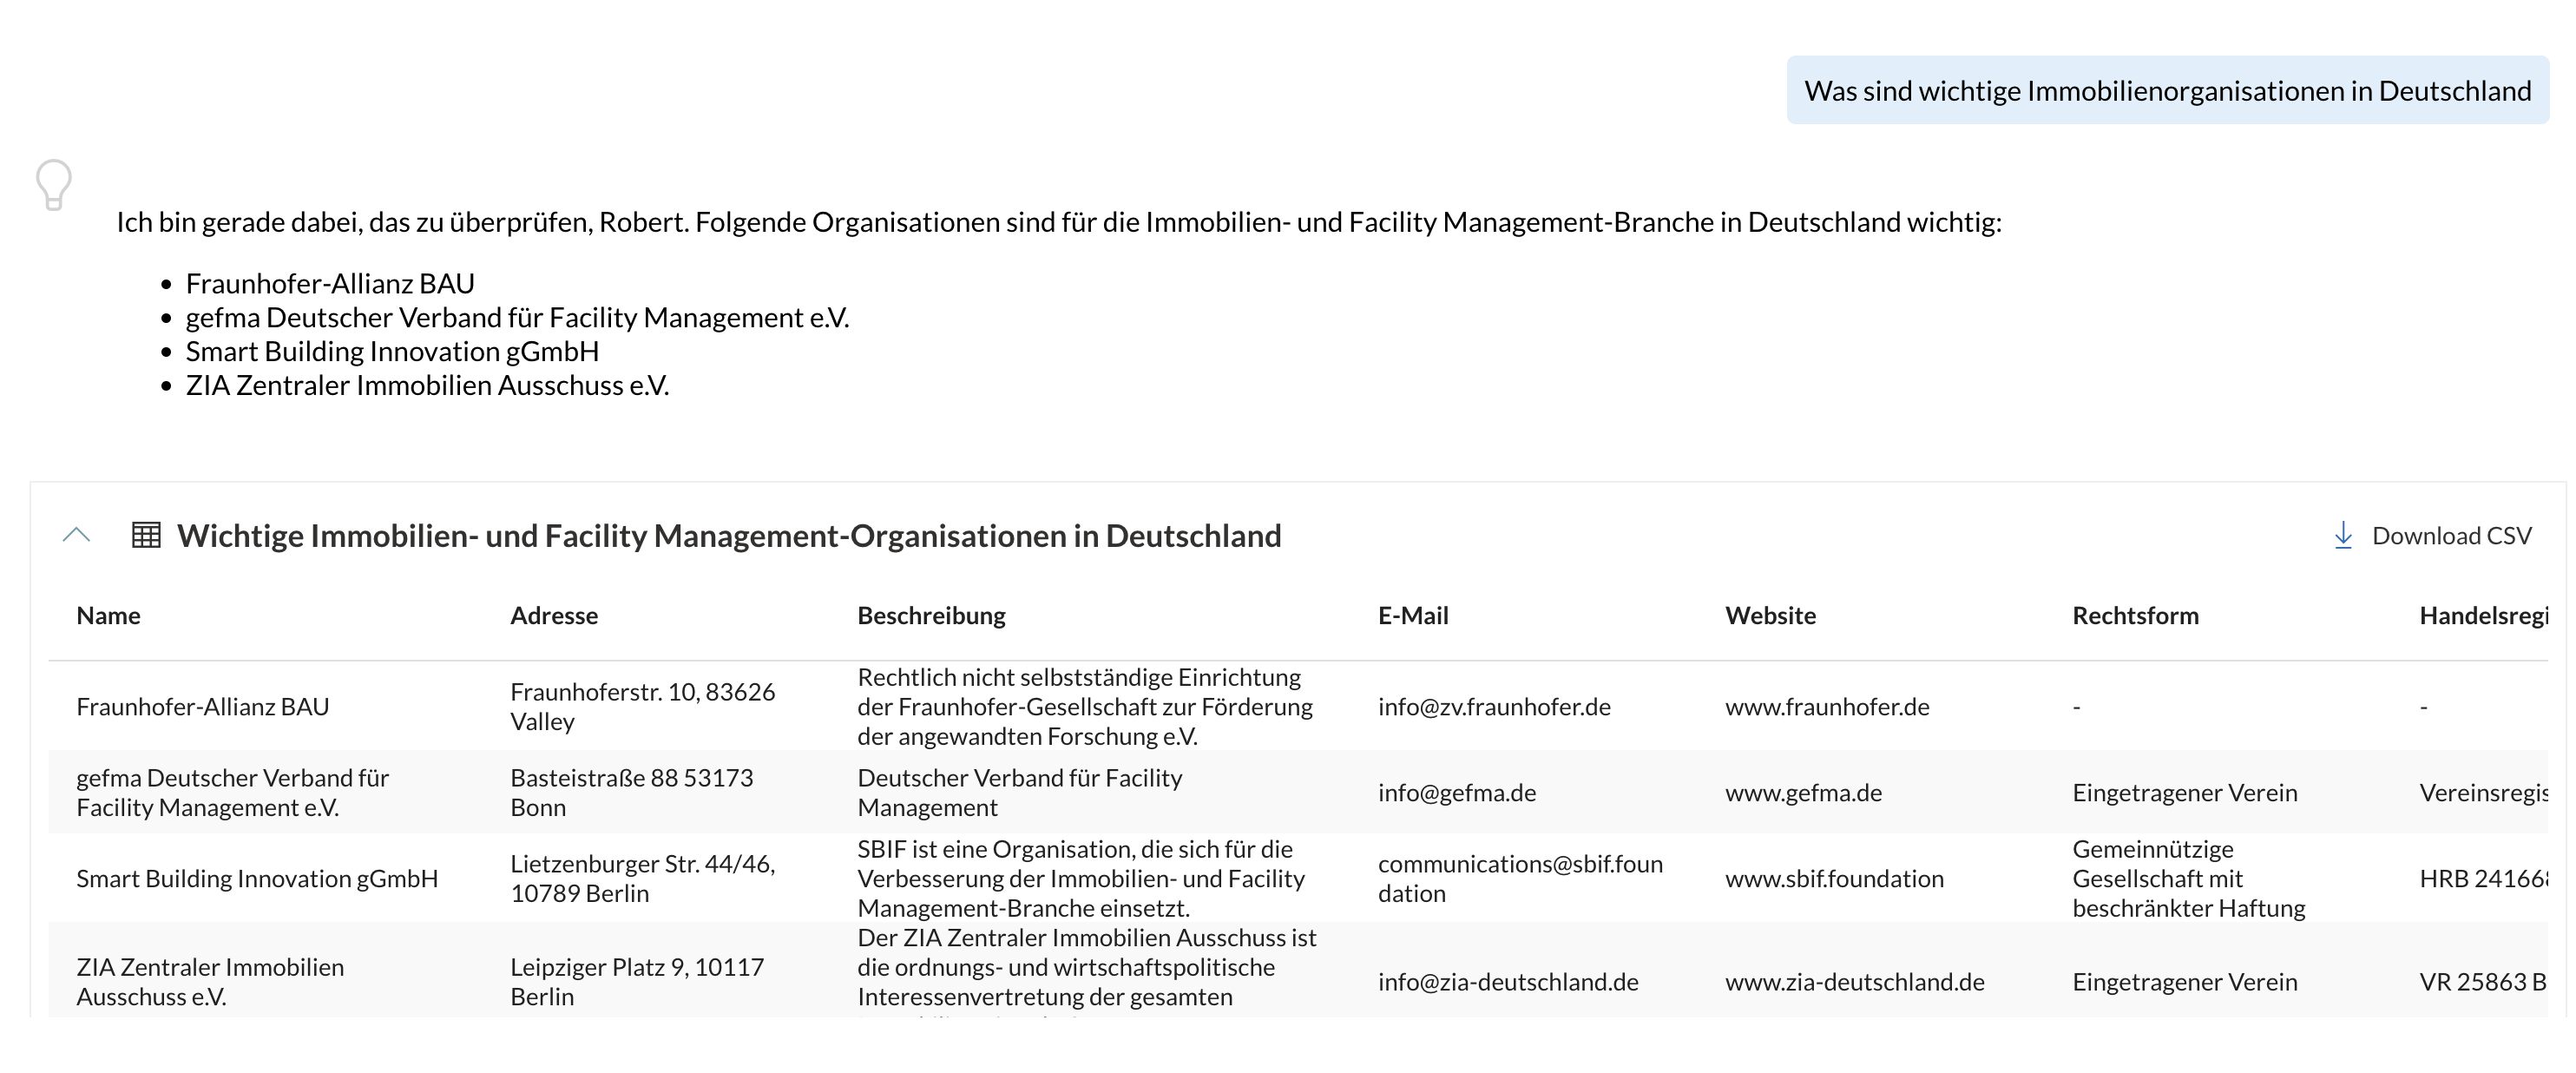 Was sind wichtige Immobilienorganisationen in Deutschland
Ich bin gerade dabei, das zu überprüfen, Robert. Folgende Organisationen sind für die Immobilien- und Facility Management-Branche in Deutschland wichtig:
• Fraunhofer-Allianz BAU
• gefma Deutscher Verband für Facility Management e.V.
• Smart Building Innovation gGmbH
• ZIA Zentraler Immobilien Ausschuss e.V.
Wichtige Immobilien- und Facility Management-Organisationen in Deutschland
Download CSV
Name Adresse Beschreibung E-Mail Website Rechtsform Handelsregi
Fraunhofer-Allianz BAU
Fraunhoferstr. 10, 83626
Valley
Rechtlich nicht selbstständige Einrichtung
der Fraunhofer-Gesellschaft zur Förderung
der angewandten Forschung e.V.
info@zv.fraunhofer.de
www.fraunhofer.de
-
-
gefma Deutscher Verband für
Facility Management e.V.
Basteistraße 88 53173
Bonn
Deutscher Verband für Facility
Management
info@gefma.de
www.gefma.de
Eingetragener Verein
Vereinsregis
Smart Building Innovation gGmbH
Lietzenburger Str. 44/46,
10789 Berlin
SBIF ist eine Organisation, die sich für die
Verbesserung der Immobilien- und Facility
Management-Branche einsetzt.
communications@sbif.foun
dation
www.sbif.foundation
Gemeinnützige
Gesellschaft mit
beschränkter Haftung
HRB 24166
ZIA Zentraler Immobilien
Ausschuss e.V.
Leipziger Platz 9, 10117
Berlin
Der ZIA Zentraler Immobilien Ausschuss ist
die ordnungs- und wirtschaftspolitische
Interessenvertretung der gesamten
info@zia-deutschland.de
www.zia-deutschland.de
Eingetragener Verein
VR 25863 B